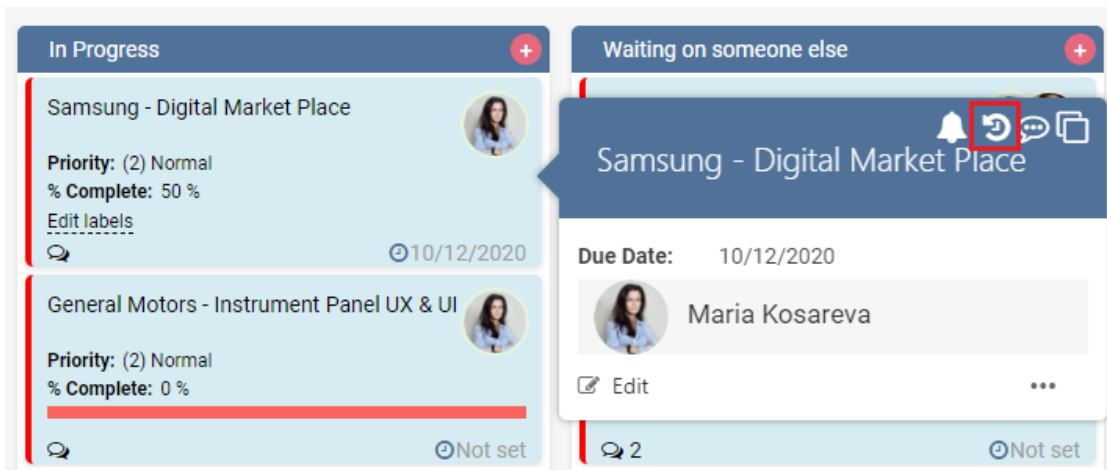 In Progress
Samsung - Digital Market Place
Priority: (2) Normal
% Complete: 50 %
Edit labels
10/12/2020
General Motors - Instrument Panel UX & UI
Priority: (2) Normal
% Complete: 0 %
Not set
Waiting on someone else
Samsung - Digital Market Place
Due Date: 10/12/2020
Maria Kosareva
Edit
2 Not set